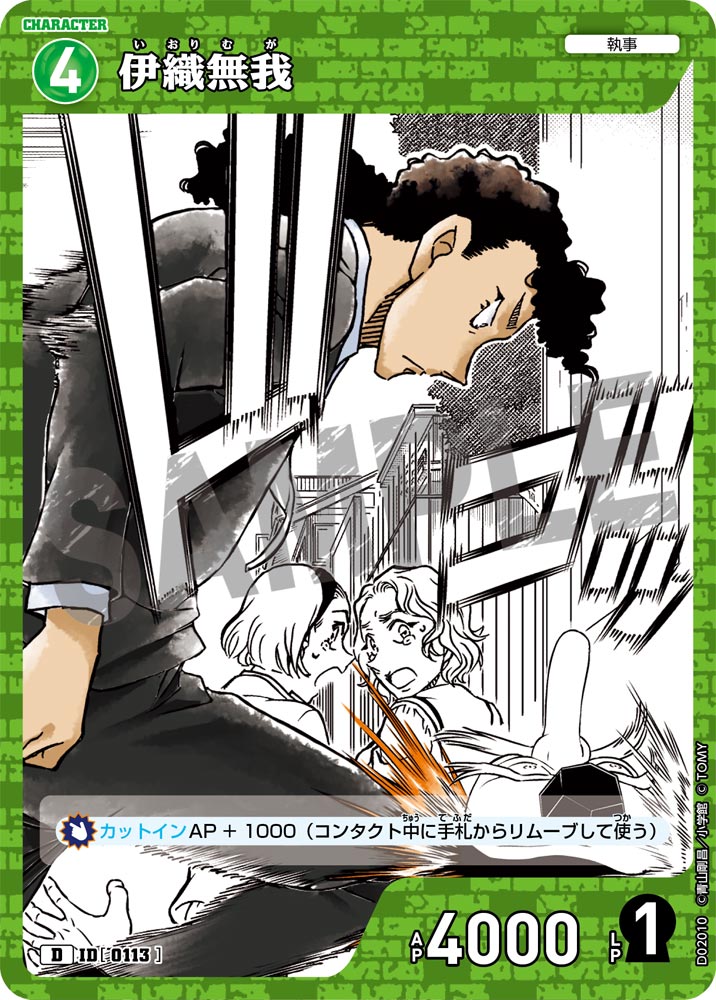 CHARACTER
4
いおりむが
伊織無我
執事
SAMPLE
カットインAP + 1000（コンタクト中に手札からリムーブして使う）
ちゅう てふだ つか
D ID [ 0113 ]
AP 4000
LP 1
D02010 ©青山剛昌／小学館 © TOMY